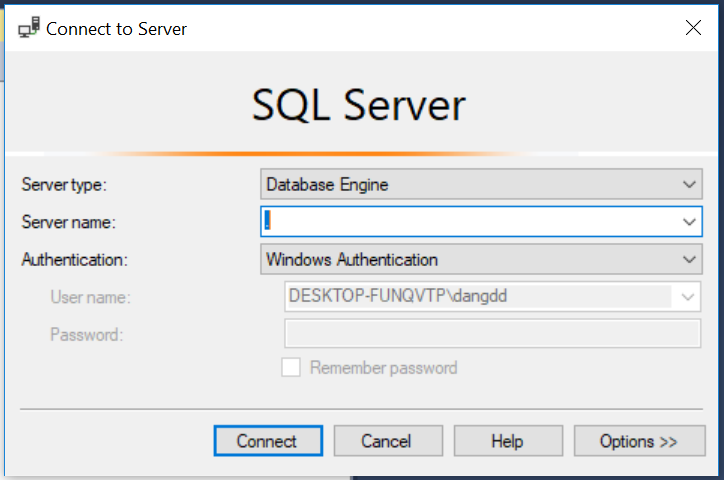 Connect to Server
SQL Server
Server type: Database Engine
Server name: .
Authentication: Windows Authentication
User name: DESKTOP-FUNQVTP\dangdd
Password:
Remember password
Connect Cancel Help Options >>